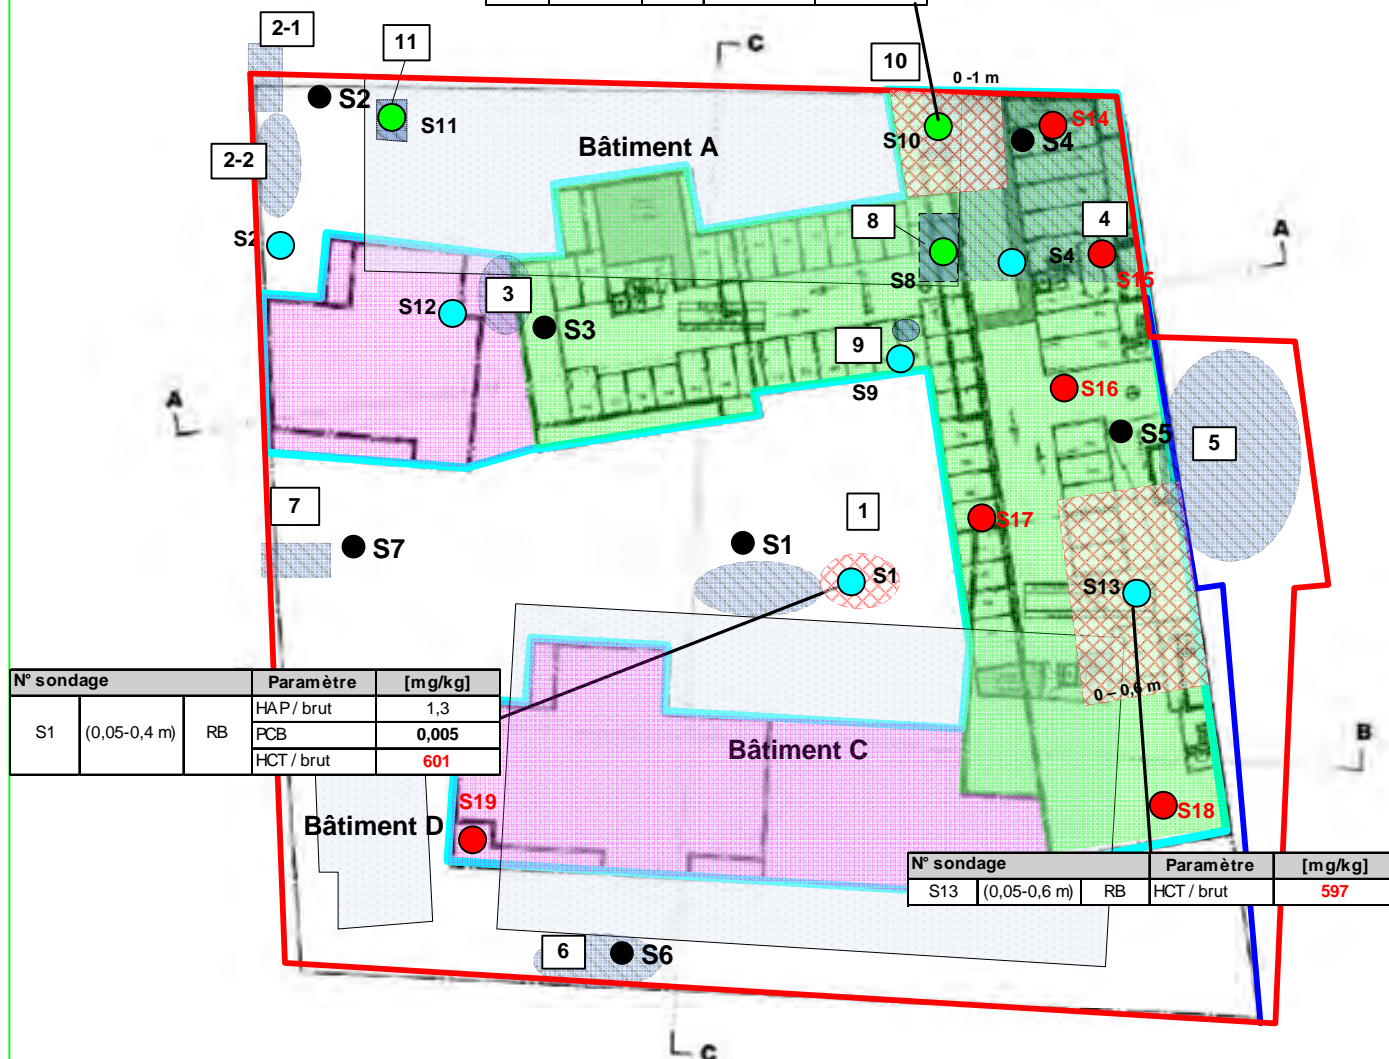 2-1
11
C
10
0 -1 m
S2
S11
S10
S14
S4
Bâtiment A
2-2
8
4
A
S2
S8
S4
S15
3
S12
S3
9
S9
S16
A
S5
5
7
1
S17
S7
S1
S1
S13
N° sondage Paramètre [mg/kg]
S1 (0,05-0,4 m) RB HAP / brut 1,3
PCB 0,005
HCT / brut 601
0 – 0,6 m
B
Bâtiment C
S19
S18
Bâtiment D
N° sondage Paramètre [mg/kg]
S13 (0,05-0,6 m) RB HCT / brut 597
6
S6
C